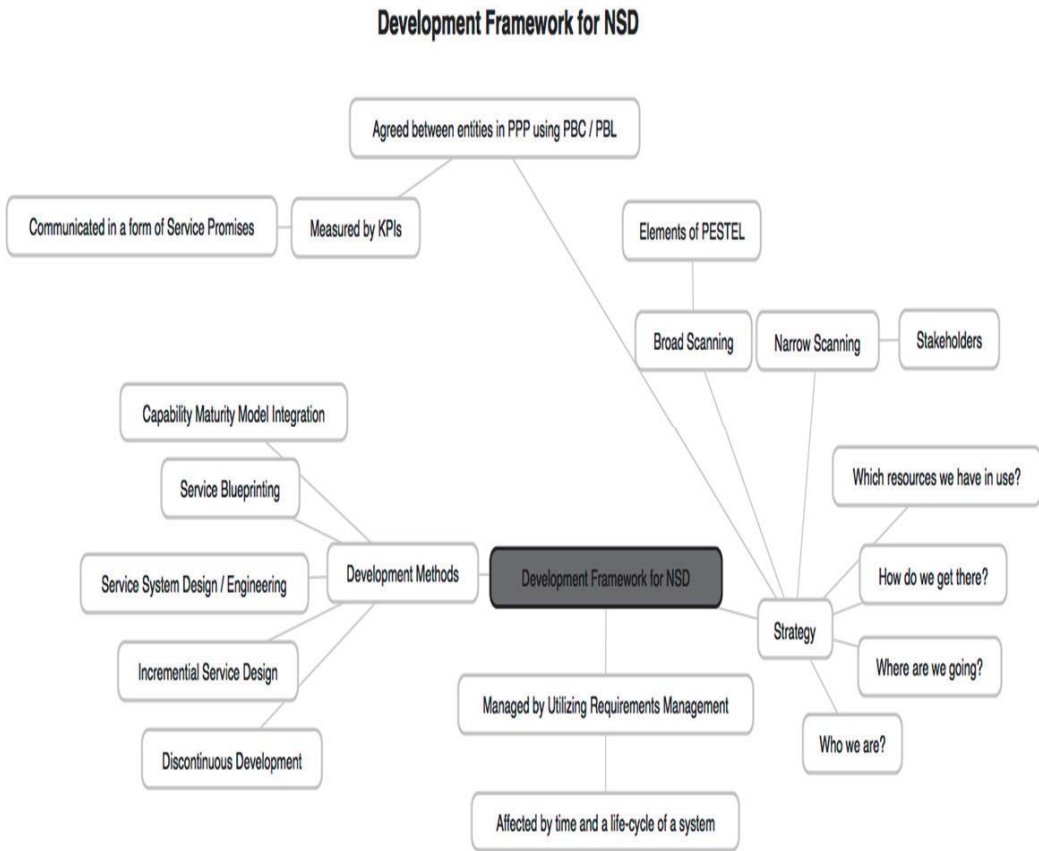 Development Framework for NSD
Agreed between entities in PPP using PBC / PBL
Communicated in a form of Service Promises
Measured by KPIs
Elements of PESTEL
Broad Scanning
Narrow Scanning
Stakeholders
Capability Maturity Model Integration
Service Blueprinting
Which resources we have in use?
Service System Design / Engineering
Development Methods
Development Framework for NSD
How do we get there?
Strategy
Incremential Service Design
Where are we going?
Managed by Utilizing Requirements Management
Who we are?
Discontinuous Development
Affected by time and a life-cycle of a system